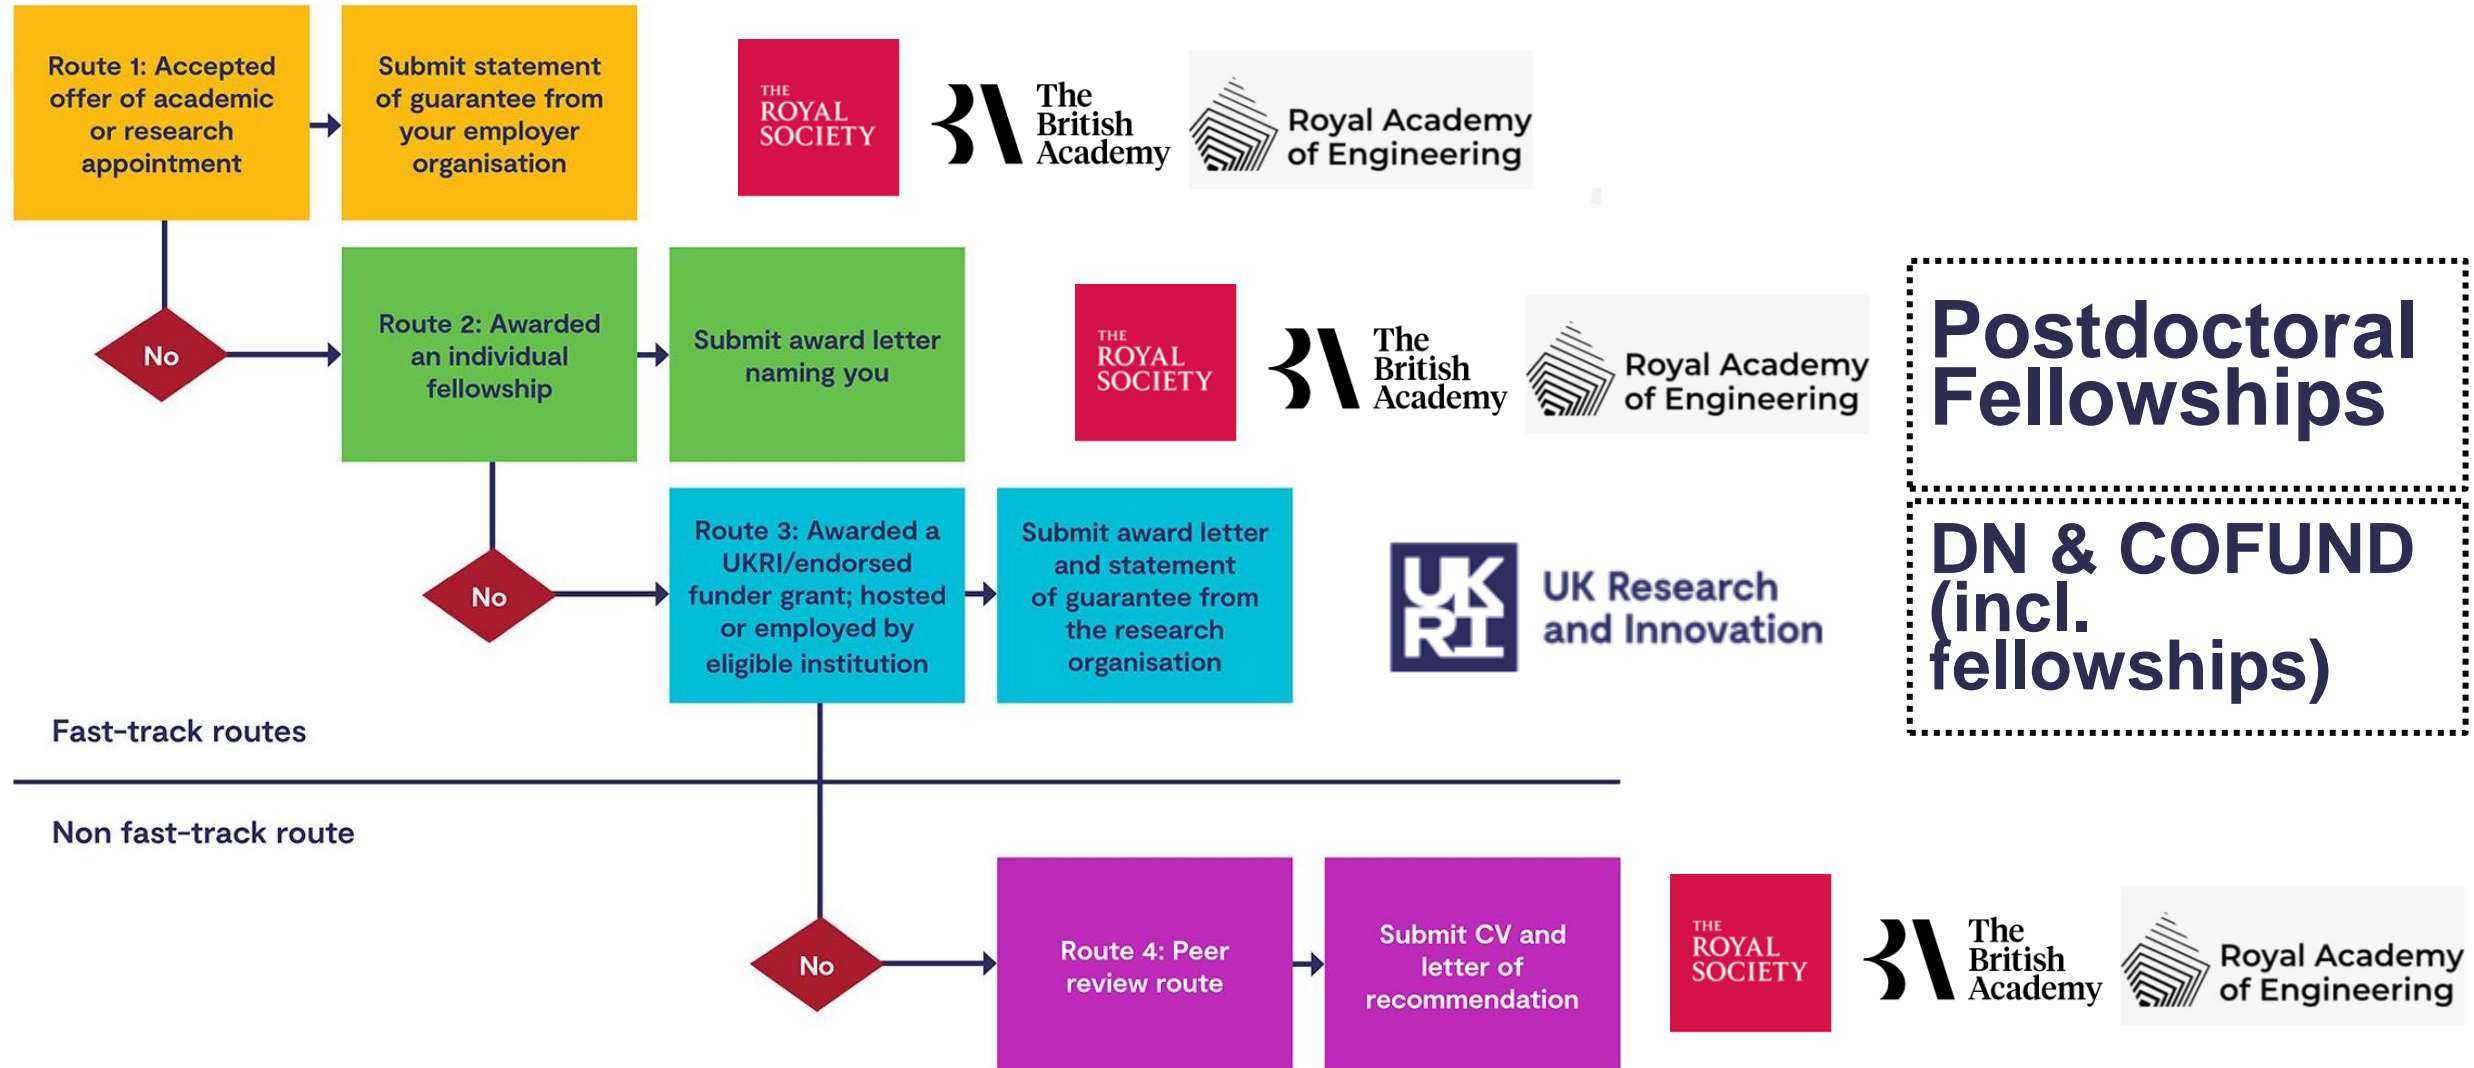 Route 1: Accepted
offer of academic
or research
appointment
Submit statement
of guarantee from
your employer
organisation
THE
ROYAL
SOCIETY
The
British
Academy
Royal Academy
of Engineering
No
Route 2: Awarded
an individual
fellowship
Submit award letter
naming you
THE
ROYAL
SOCIETY
The
British
Academy
Royal Academy
of Engineering
Postdoctoral
Fellowships
No
Route 3: Awarded a
UKRI/endorsed
funder grant; hosted
or employed by
eligible institution
Submit award letter
and statement
of guarantee from
the research
organisation
UK
RI
UK Research
and Innovation
DN & COFUND
(incl.
fellowships)
Fast-track routes
Non fast-track route
No
Route 4: Peer
review route
Submit CV and
letter of
recommendation
THE
ROYAL
SOCIETY
The
British
Academy
Royal Academy
of Engineering